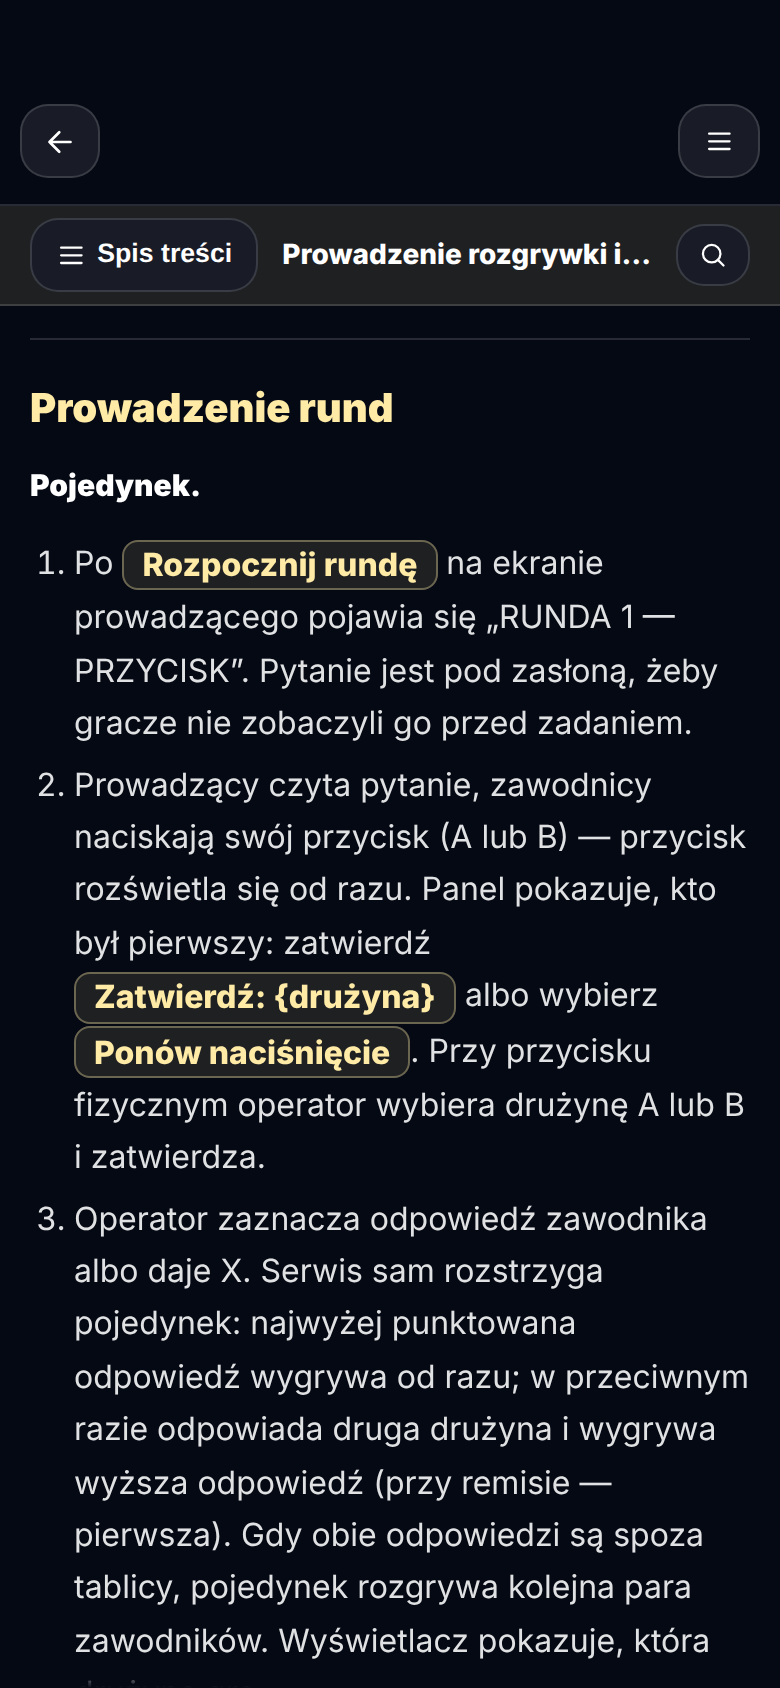 Spis treści
Prowadzenie rozgrywki i...
Prowadzenie rund
Pojedynek.
1. Po Rozpocznij rundę na ekranie
prowadzącego pojawia się „RUNDA 1 —
PRZYCISK”. Pytanie jest pod zasłoną, żeby
gracze nie zobaczyli go przed zadaniem.
2. Prowadzący czyta pytanie, zawodnicy
naciskają swój przycisk (A lub B) — przycisk
rozświetla się od razu. Panel pokazuje, kto
był pierwszy: zatwierdź
Zatwierdź: {drużyna} albo wybierz
Ponów naciśnięcie. Przy przycisku
fizycznym operator wybiera drużynę A lub B
i zatwierdza.
3. Operator zaznacza odpowiedź zawodnika
albo daje X. Serwis sam rozstrzyga
pojedynek: najwyżej punktowana
odpowiedź wygrywa od razu; w przeciwnym
razie odpowiada druga drużyna i wygrywa
wyższa odpowiedź (przy remisie —
pierwsza). Gdy obie odpowiedzi są spoza
tablicy, pojedynek rozgrywa kolejna para
zawodników. Wyświetlacz pokazuje, która